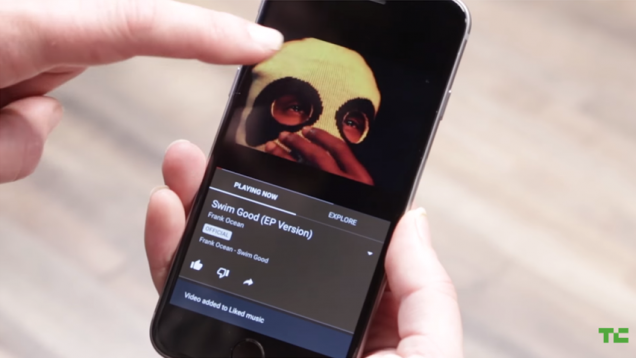 PLAYING NOW
EXPLORE
Swim Good (EP Version)
Frank Ocean
OFFICIAL
Frank Ocean - Swim Good
Video added to Liked music
TC